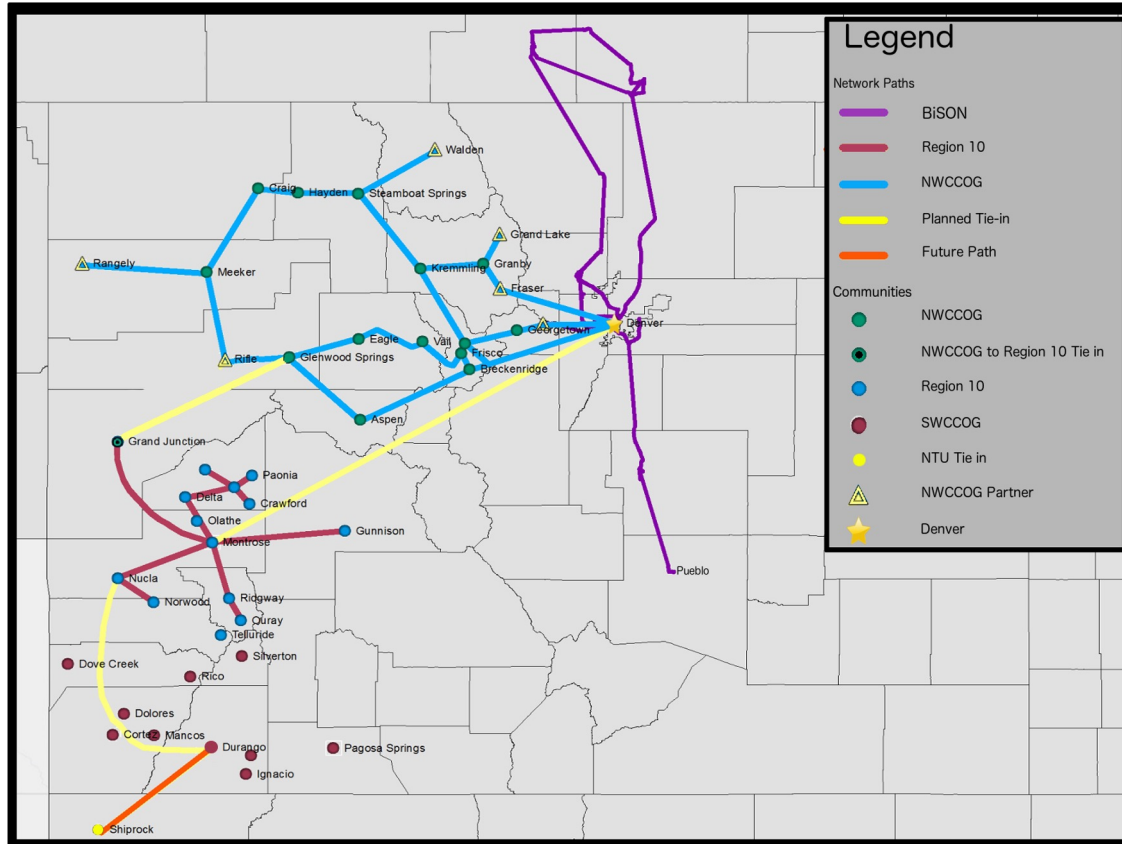 Legend
Network Paths
BiSON
Region 10
NWCCOG
Planned Tie-in
Future Path
Communities
NWCCOG
NWCCOG to Region 10 Tie in
Region 10
SWCCOG
NTU Tie in
NWCCOG Partner
Denver
Walden
Craig
Hayden
Steamboat Springs
Grand Lake
Rangely
Meeker
Kremmling
Granby
Fraser
Georgetown
Denver
Eagle
Vail
Rifle
Glenwood Springs
Frisco
Breckenridge
Aspen
Grand Junction
Paonia
Delta
Crawford
Olathe
Gunnison
Montrose
Nucla
Pueblo
Norwood
Ridgway
Ouray
Telluride
Silverton
Dove Creek
Rico
Dolores
Cortez
Mancos
Durango
Pagosa Springs
Ignacio
Shiprock